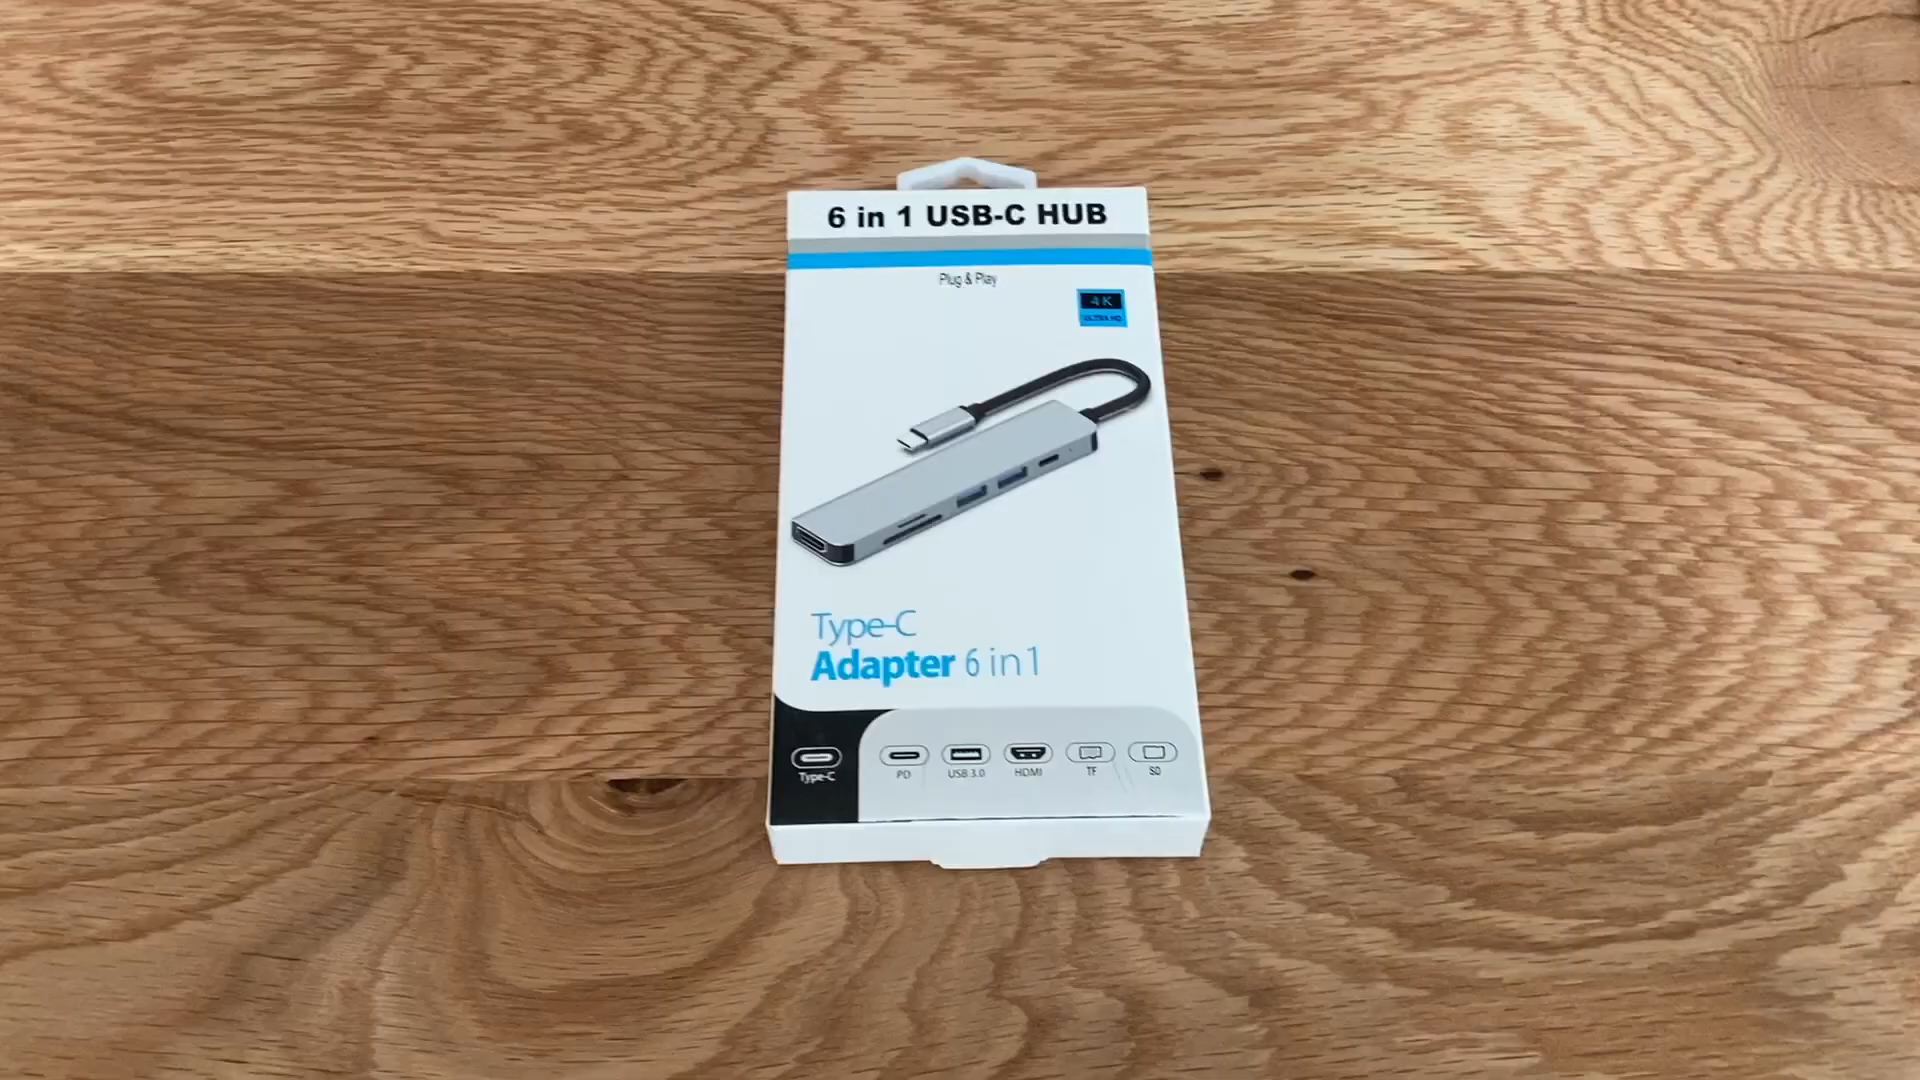 6 in 1 USB-C HUB
Plug & Play
4K
ULTRA HD
Type-C
Adapter 6 in 1
Type-C
PD
USB 3.0
HDMI
TF
SD